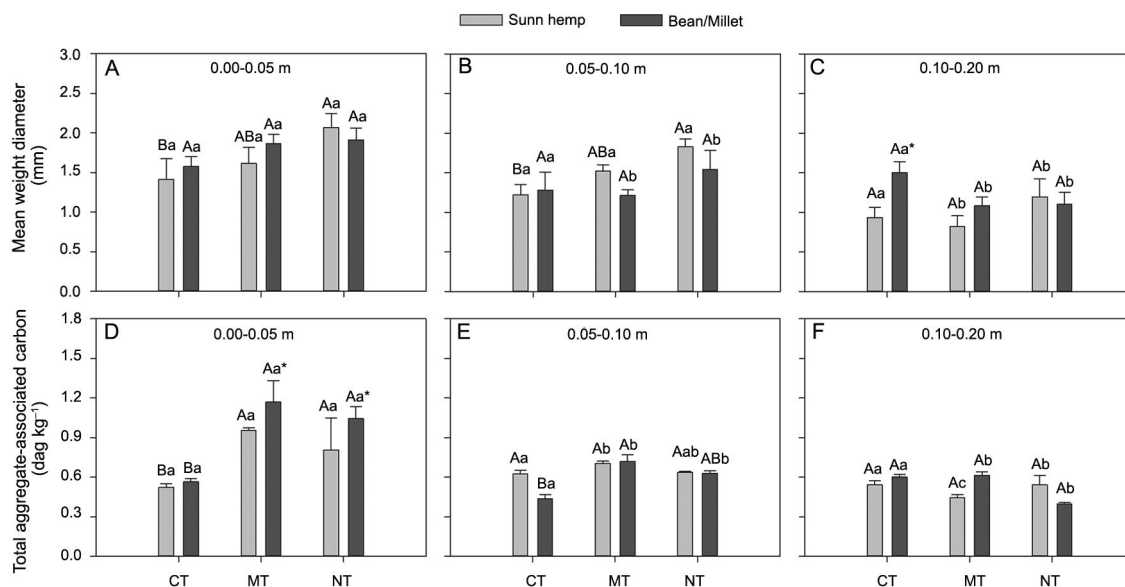 Sunn hemp Bean/Millet
Mean weight diameter
(mm)
3.0
2.5
2.0
1.5
1.0
0.5
0.0
A 0.00-0.05 m
Ba Aa ABa Aa Aa Aa
B 0.05-0.10 m
Ba Aa ABa Ab Aa Ab
C 0.10-0.20 m
Aa Aa* Ab Ab Ab Ab
Total aggregate-associated carbon
(dag kg⁻¹)
1.8
1.5
1.2
0.9
0.6
0.3
0.0
D 0.00-0.05 m
Ba Ba Aa Aa* Aa Aa*
CT MT NT
E 0.05-0.10 m
Aa Ba Ab Ab Aab ABb
CT MT NT
F 0.10-0.20 m
Aa Aa Ac Ab Ab Ab
CT MT NT